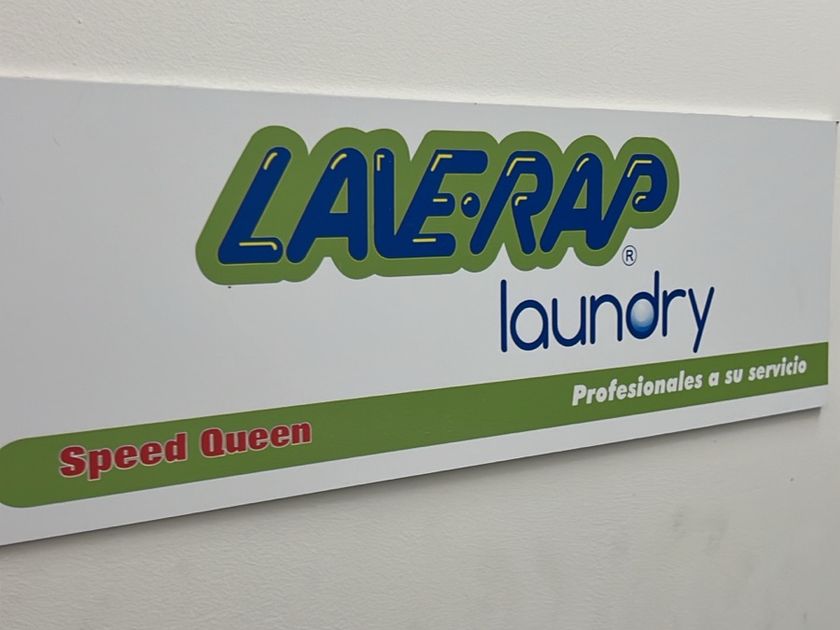 LAVE·RAP®
laundry
Profesionales a su servicio
Speed Queen